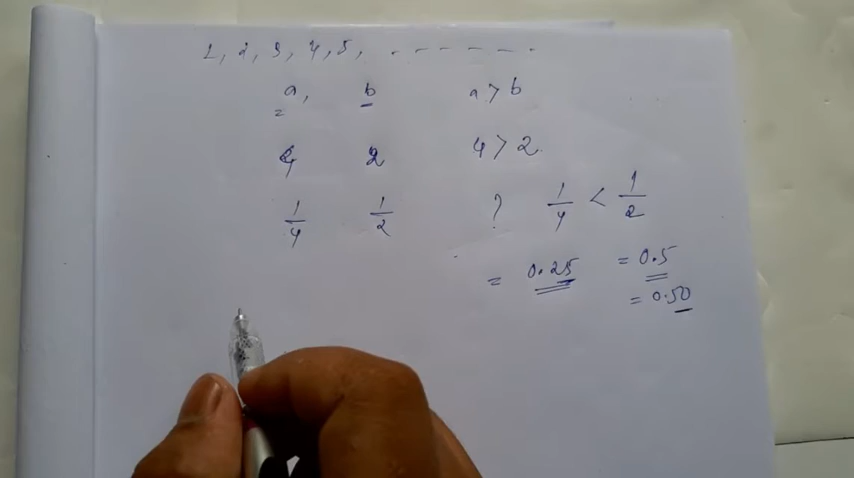 1, 2, 3, 4, 5, . - - - - - - .
a, b a > b
4 2 4 > 2.
1/4 1/2 ? 1/4 < 1/2
= 0.25 = 0.5
= 0.50